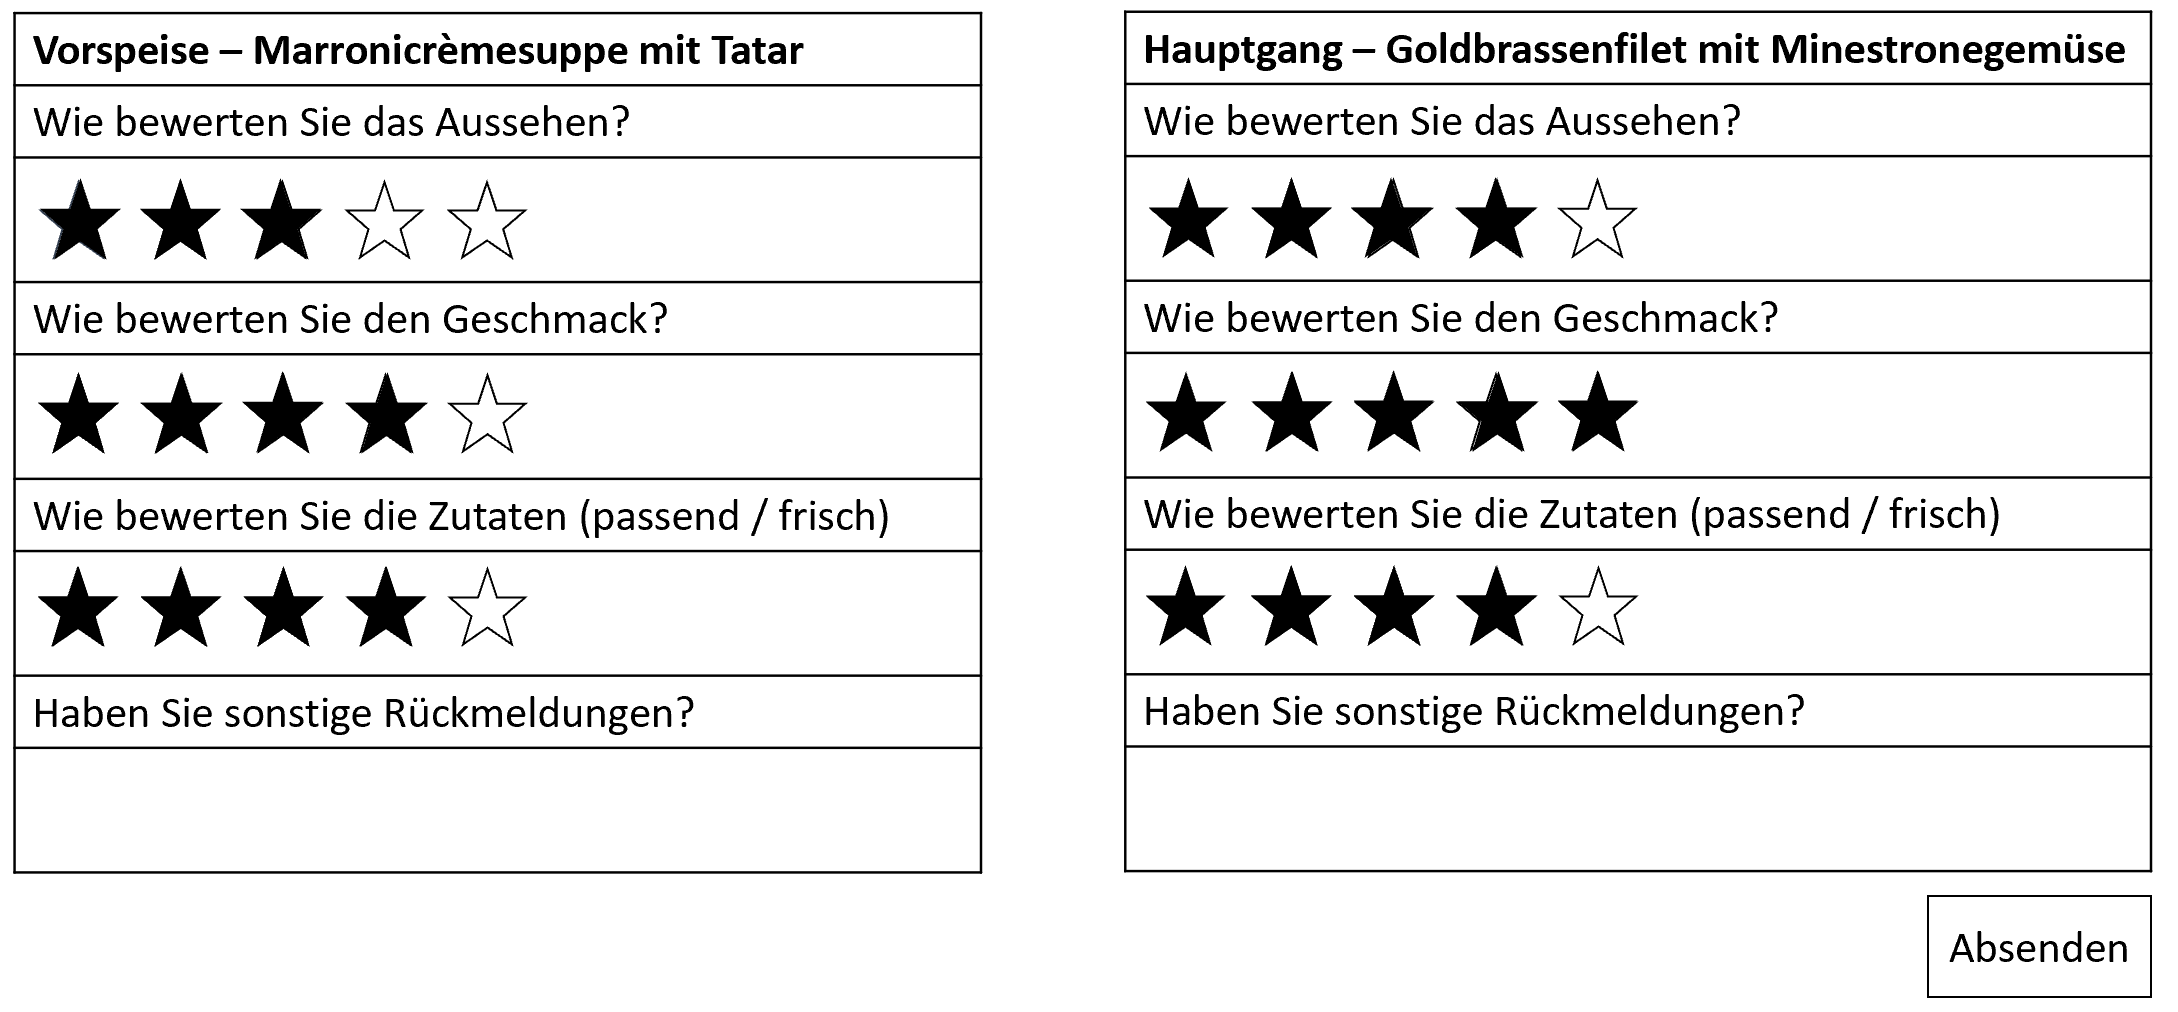 Vorspeise – Marronicrèmesuppe mit Tatar
Wie bewerten Sie das Aussehen?
Wie bewerten Sie den Geschmack?
Wie bewerten Sie die Zutaten (passend / frisch)
Haben Sie sonstige Rückmeldungen?
Hauptgang – Goldbrassenfilet mit Minestronegemüse
Wie bewerten Sie das Aussehen?
Wie bewerten Sie den Geschmack?
Wie bewerten Sie die Zutaten (passend / frisch)
Haben Sie sonstige Rückmeldungen?
Absenden